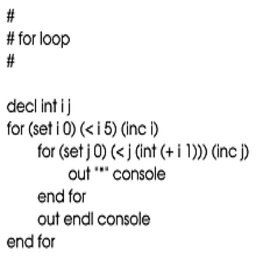 #
# for loop
#
decl int i j
for (set i 0) (< i 5) (inc i)
for (set j 0) (< j (int (+ i 1))) (inc j)
out "*" console
end for
out endl console
end for